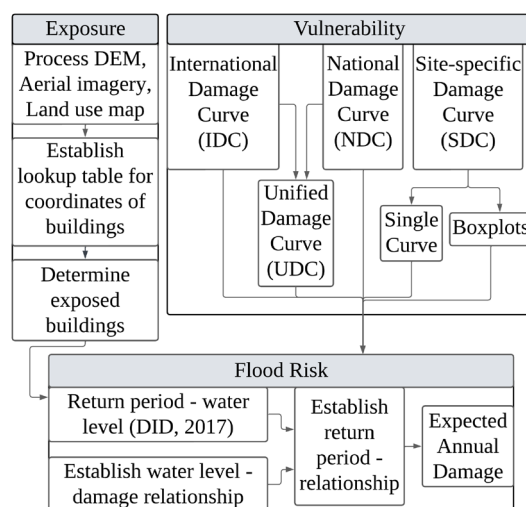 Exposure
Process DEM,
Aerial imagery,
Land use map
Establish
lookup table for
coordinates of
buildings
Determine
exposed
buildings
Vulnerability
International
Damage
Curve
(IDC)
National
Damage
Curve
(NDC)
Site-specific
Damage
Curve
(SDC)
Unified
Damage
Curve
(UDC)
Single
Curve
Boxplots
Flood Risk
Return period - water
level (DID, 2017)
Establish water level -
damage relationship
Establish
return
period -
relationship
Expected
Annual
Damage